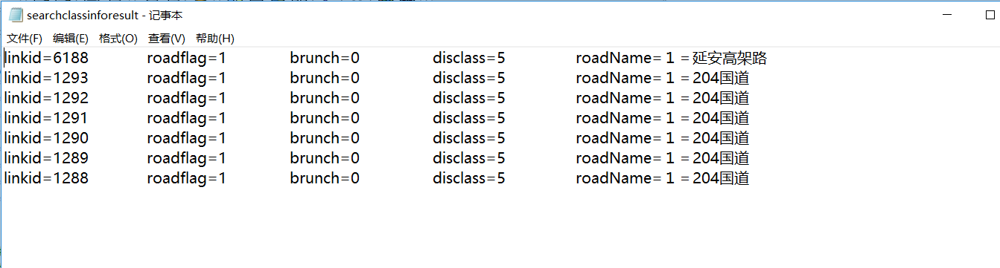 searchclassinforesult - 记事本
文件(F) 编辑(E) 格式(O) 查看(V) 帮助(H)
linkid=6188 roadflag=1 brunch=0 disclass=5 roadName= 1 =延安高架路
linkid=1293 roadflag=1 brunch=0 disclass=5 roadName= 1 =204国道
linkid=1292 roadflag=1 brunch=0 disclass=5 roadName= 1 =204国道
linkid=1291 roadflag=1 brunch=0 disclass=5 roadName= 1 =204国道
linkid=1290 roadflag=1 brunch=0 disclass=5 roadName= 1 =204国道
linkid=1289 roadflag=1 brunch=0 disclass=5 roadName= 1 =204国道
linkid=1288 roadflag=1 brunch=0 disclass=5 roadName= 1 =204国道